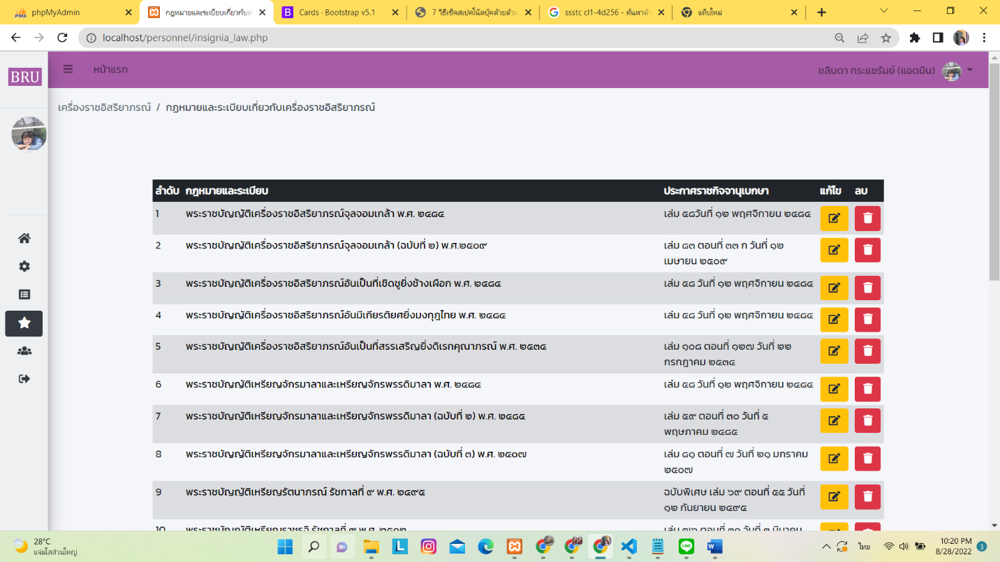 phpMyAdmin
กฎหมายและระเบียบเกี่ยวกับเ
Cards · Bootstrap v5.1
7 วิธีเช็คสเปคโน้ตบุ๊คด้วยตัวเ
ssstc cl1-4d256 - ค้นหาด้ว
แท็บใหม่
localhost/personnel/insignia_law.php
BRU
หน้าแรก
ชลินดา กระแชรัมย์ (แอดมิน)
เครื่องราชอิสริยาภรณ์ / กฎหมายและระเบียบเกี่ยวกับเครื่องราชอิสริยาภรณ์
ลำดับ กฎหมายและระเบียบ ประกาศราชกิจจานุเบกษา แก้ไข ลบ
1 พระราชบัญญัติเครื่องราชอิสริยาภรณ์จุลจอมเกล้า พ.ศ. ๒๔๘๔ เล่ม ๕๘วันที่ ๑๒ พฤศจิกายน ๒๔๘๔
2 พระราชบัญญัติเครื่องราชอิสริยาภรณ์จุลจอมเกล้า (ฉบับที่ ๒) พ.ศ.๒๕๐๙ เล่ม ๘๓ ตอนที่ ๓๓ ก วันที่ ๑๒
เมษายน ๒๕๐๙
3 พระราชบัญญัติเครื่องราชอิสริยาภรณ์อันเป็นที่เชิดชูยิ่งช้างเผือก พ.ศ. ๒๔๘๔ เล่ม ๕๘ วันที่ ๑๒ พฤศจิกายน ๒๔๘๔
4 พระราชบัญญัติเครื่องราชอิสริยาภรณ์อันมีเกียรติยศยิ่งมงกุฎไทย พ.ศ. ๒๔๘๔ เล่ม ๕๘ วันที่ ๑๒ พฤศจิกายน ๒๔๘๔
5 พระราชบัญญัติเครื่องราชอิสริยาภรณ์อันเป็นที่สรรเสริญยิ่งดิเรกคุณาภรณ์ พ.ศ. ๒๕๓๔ เล่ม ๑๐๘ ตอนที่ ๑๒๗ วันที่ ๒๒
กรกฎาคม ๒๕๓๔
6 พระราชบัญญัติเหรียญจักรมาลาและเหรียญจักรพรรดิมาลา พ.ศ. ๒๔๘๔ เล่ม ๕๘ วันที่ ๑๒ พฤศจิกายน ๒๔๘๔
7 พระราชบัญญัติเหรียญจักรมาลาและเหรียญจักรพรรดิมาลา (ฉบับที่ ๒) พ.ศ. ๒๔๘๕ เล่ม ๕๙ ตอนที่ ๓๐ วันที่ ๕
พฤษภาคม ๒๔๘๕
8 พระราชบัญญัติเหรียญจักรมาลาและเหรียญจักรพรรดิมาลา (ฉบับที่ ๓) พ.ศ. ๒๕๐๗ เล่ม ๘๑ ตอนที่ ๗ วันที่ ๒๑ มกราคม
๒๕๐๗
9 พระราชบัญญัติเหรียญรัตนาภรณ์ รัชกาลที่ ๙ พ.ศ. ๒๔๙๕ ฉบับพิเศษ เล่ม ๖๙ ตอนที่ ๕๕ วันที่
๑๒ กันยายน ๒๔๙๕
10
28°C
แจ่มใสส่วนใหญ่
ไทย
10:20 PM
8/28/2022
3